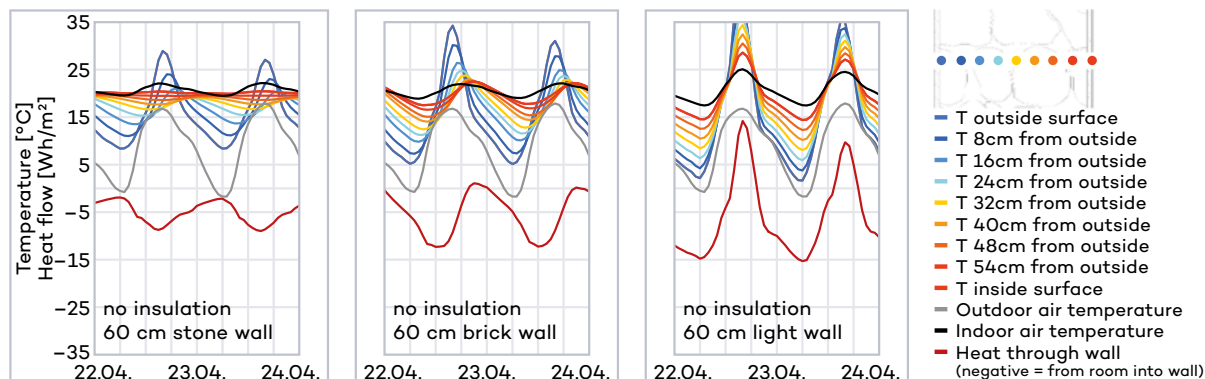 Temperature [°C]
Heat flow [Wh/m²]
35
25
15
5
−5
−15
−25
−35
no insulation
60 cm stone wall
22.04. 23.04. 24.04.
no insulation
60 cm brick wall
22.04. 23.04. 24.04.
no insulation
60 cm light wall
22.04. 23.04. 24.04.
T outside surface
T 8cm from outside
T 16cm from outside
T 24cm from outside
T 32cm from outside
T 40cm from outside
T 48cm from outside
T 54cm from outside
T inside surface
Outdoor air temperature
Indoor air temperature
Heat through wall
(negative = from room into wall)